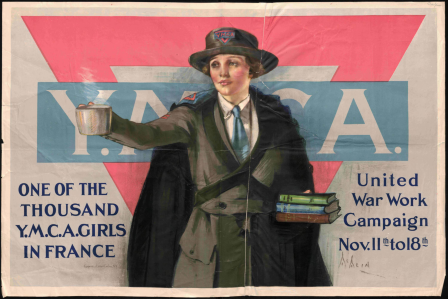 Y.M.C.A.
ONE OF THE
THOUSAND
Y.M.C.A. GIRLS
IN FRANCE
United
War Work
Campaign
Nov. 11th to 18th